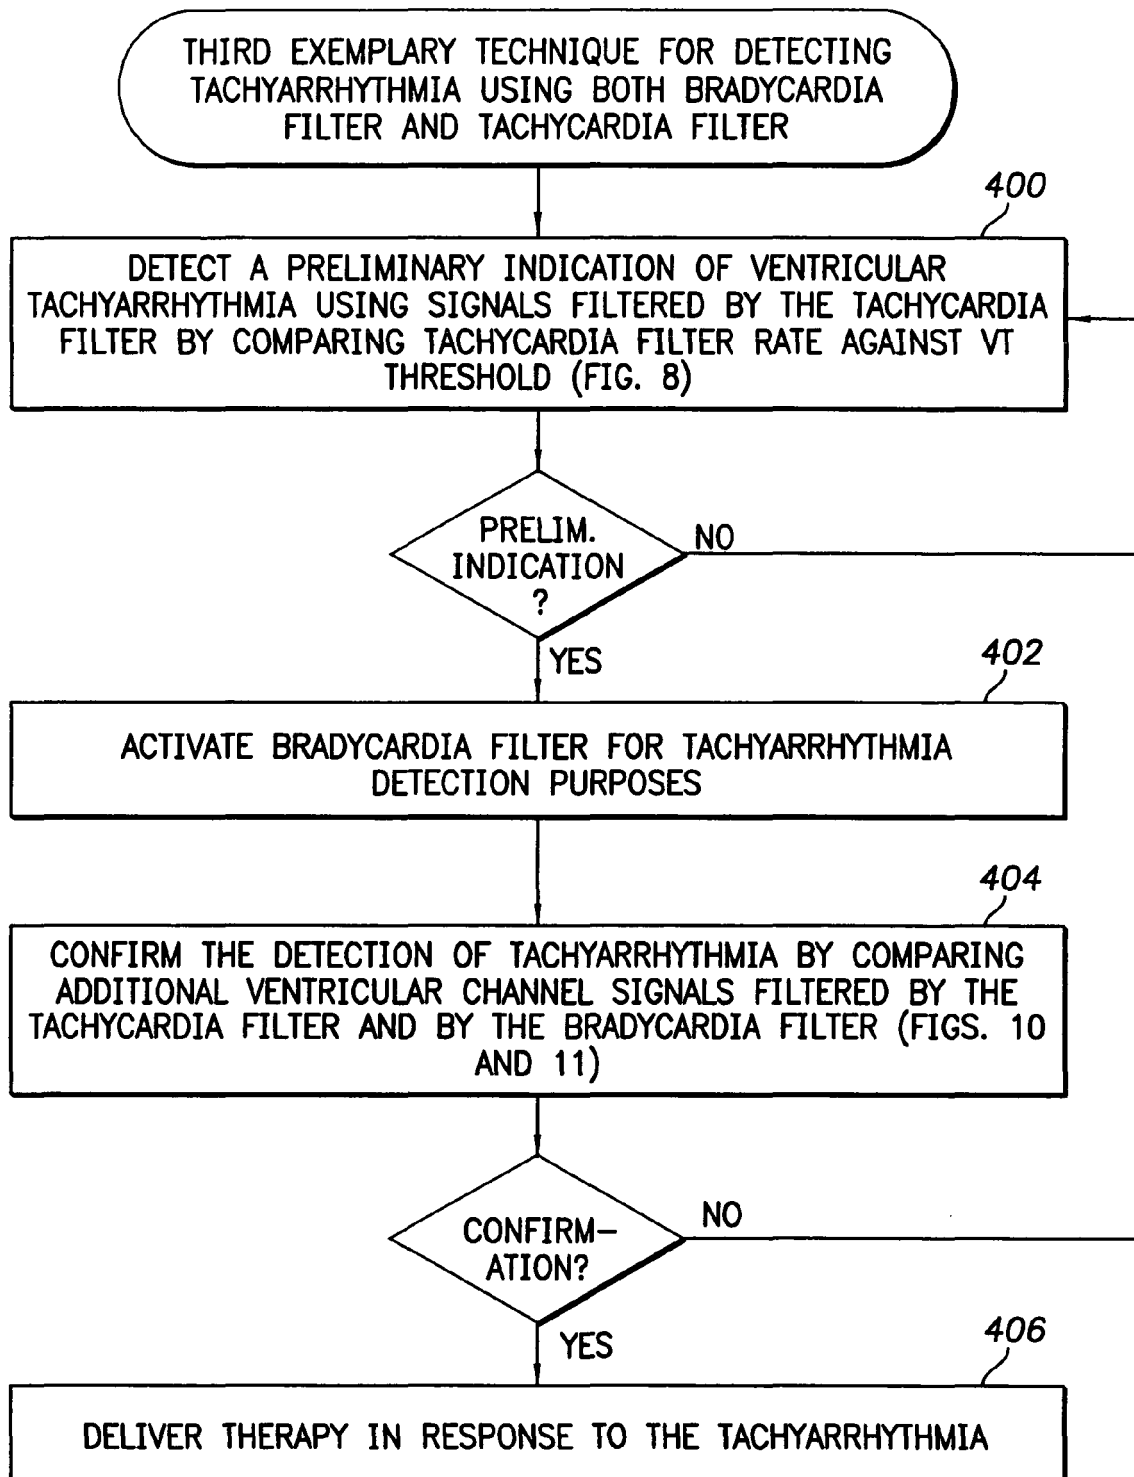 THIRD EXEMPLARY TECHNIQUE FOR DETECTING
TACHYARRHYTHMIA USING BOTH BRADYCARDIA
FILTER AND TACHYCARDIA FILTER
400
DETECT A PRELIMINARY INDICATION OF VENTRICULAR
TACHYARRHYTHMIA USING SIGNALS FILTERED BY THE TACHYCARDIA
FILTER BY COMPARING TACHYCARDIA FILTER RATE AGAINST VT
THRESHOLD (FIG. 8)
PRELIM.
INDICATION
?
NO
YES
402
ACTIVATE BRADYCARDIA FILTER FOR TACHYARRHYTHMIA
DETECTION PURPOSES
404
CONFIRM THE DETECTION OF TACHYARRHYTHMIA BY COMPARING
ADDITIONAL VENTRICULAR CHANNEL SIGNALS FILTERED BY THE
TACHYCARDIA FILTER AND BY THE BRADYCARDIA FILTER (FIGS. 10
AND 11)
CONFIRM-
ATION?
NO
YES
406
DELIVER THERAPY IN RESPONSE TO THE TACHYARRHYTHMIA